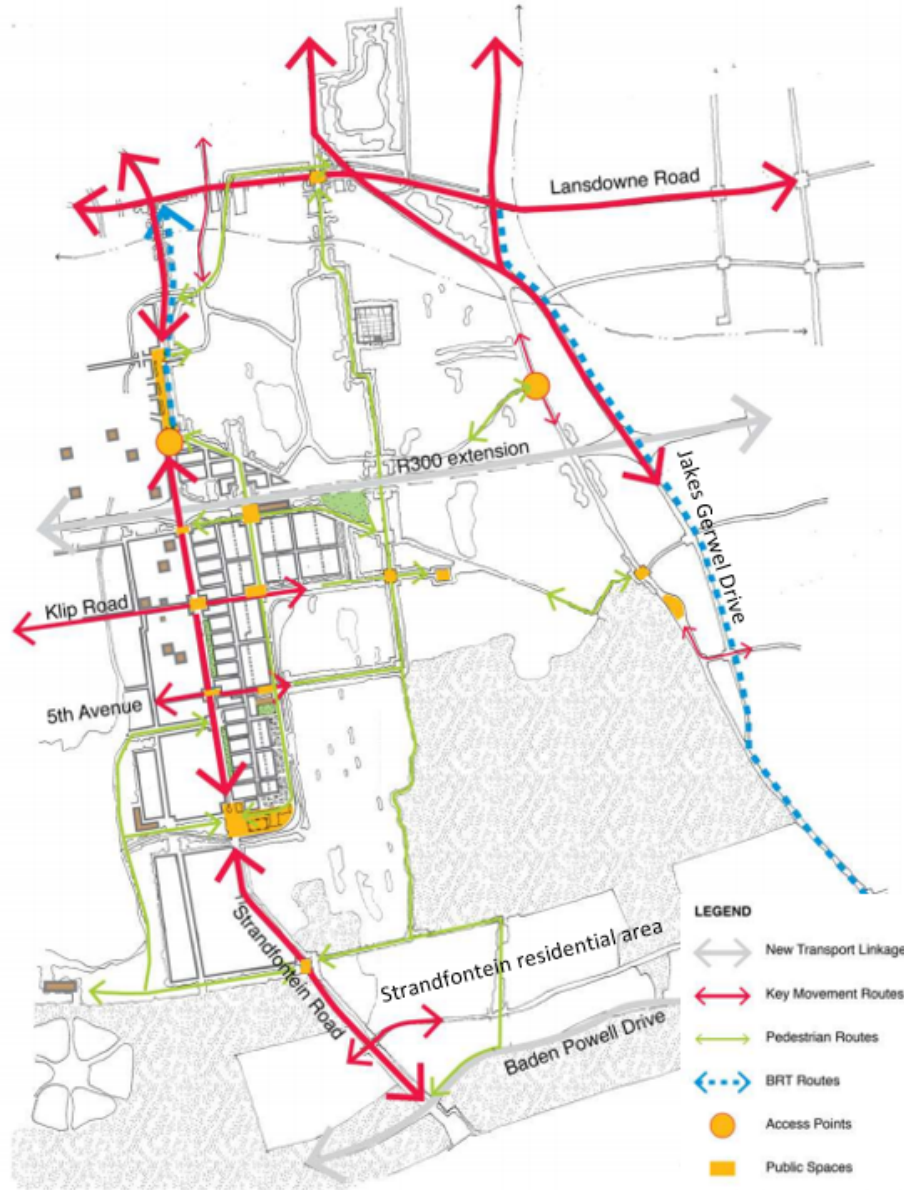 Lansdowne Road
R300 extension
Jakes Gerwel Drive
Klip Road
5th Avenue
Strandfontein Road
Strandfontein residential area
Baden Powell Drive
LEGEND
New Transport Linkage
Key Movement Routes
Pedestrian Routes
BRT Routes
Access Points
Public Spaces